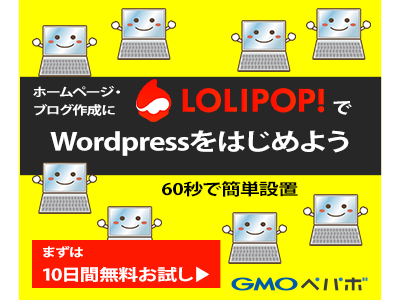 ホームページ・
ブログ作成に
LOLIPOP!で
Wordpressをはじめよう
60秒で簡単設置
まずは
10日間無料お試し▶
GMOペパボ